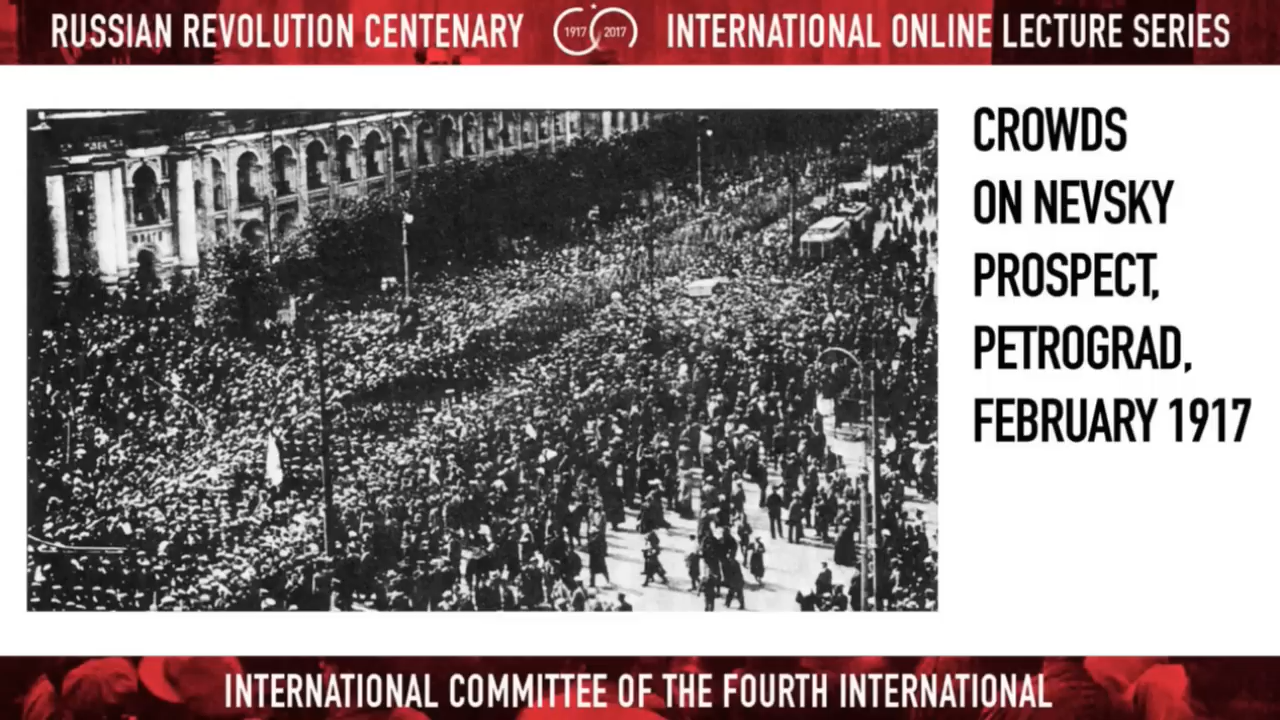 RUSSIAN REVOLUTION CENTENARY 1917 2017 INTERNATIONAL ONLINE LECTURE SERIES
CROWDS
ON NEVSKY
PROSPECT,
PETROGRAD,
FEBRUARY 1917
INTERNATIONAL COMMITTEE OF THE FOURTH INTERNATIONAL